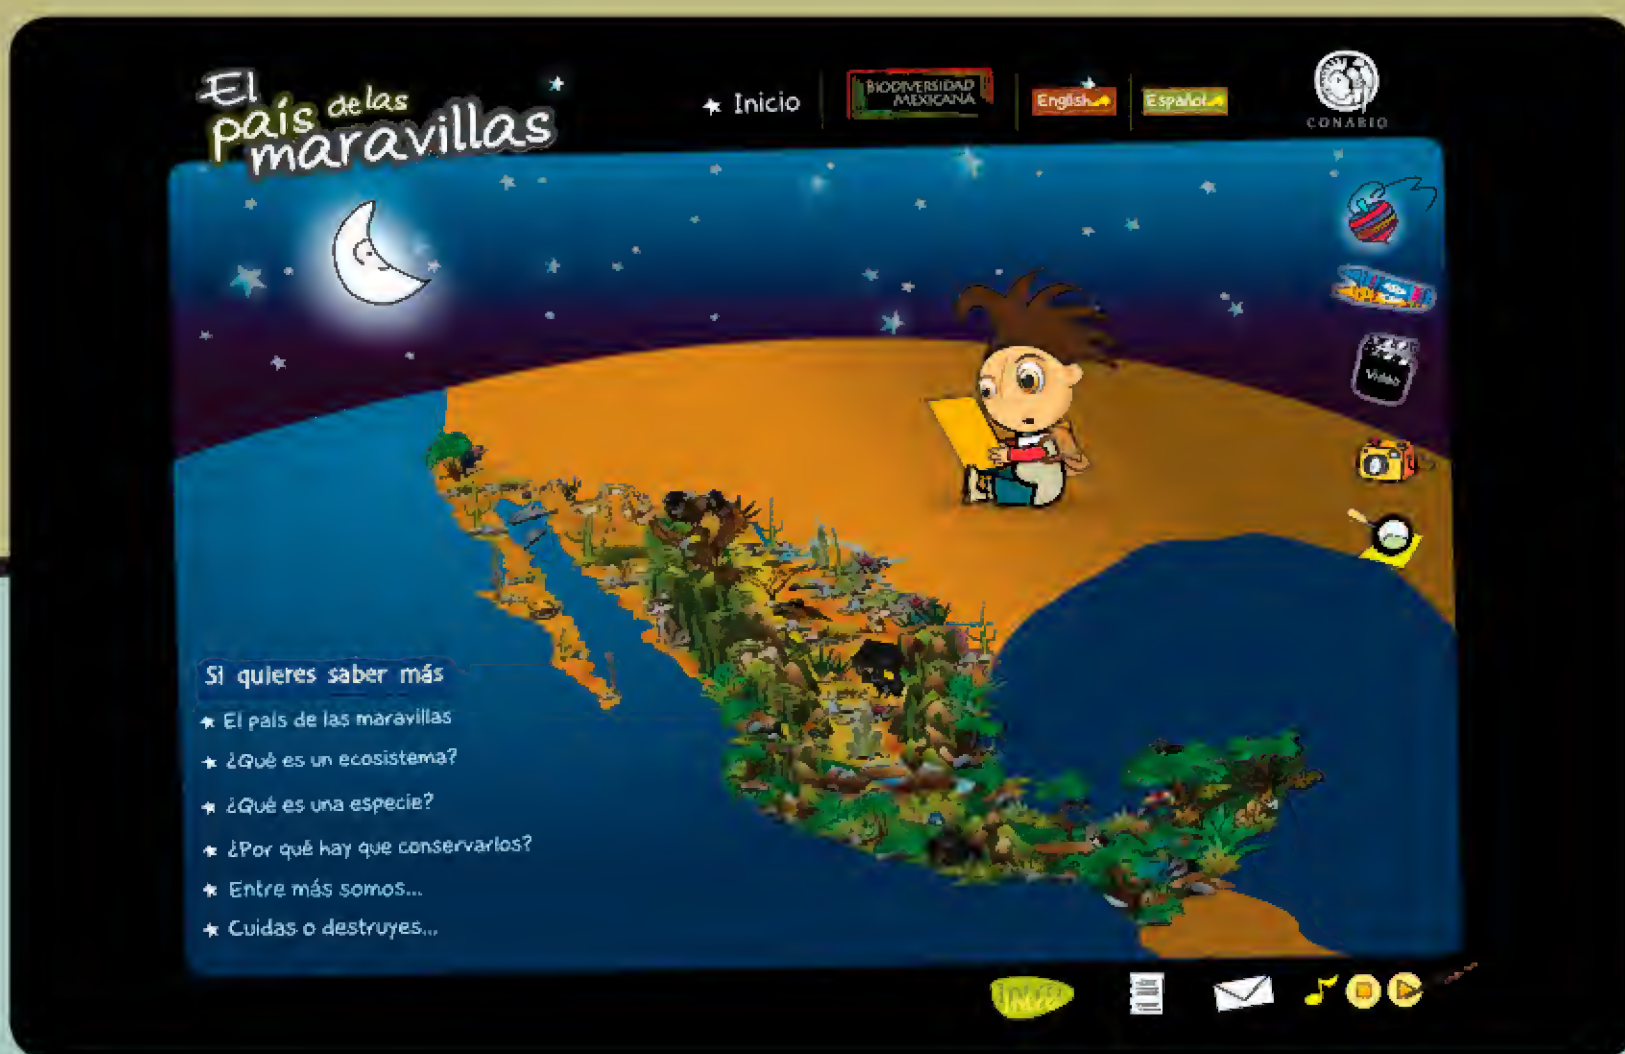 El
país de las
maravillas
Inicio
BIODIVERSIDAD
MEXICANA
English
Español
CONABIO
Video
Si quieres saber más
El país de las maravillas
¿Qué es un ecosistema?
¿Qué es una especie?
¿Por qué hay que conservarlos?
Entre más somos...
Cuidas o destruyes...
Intro